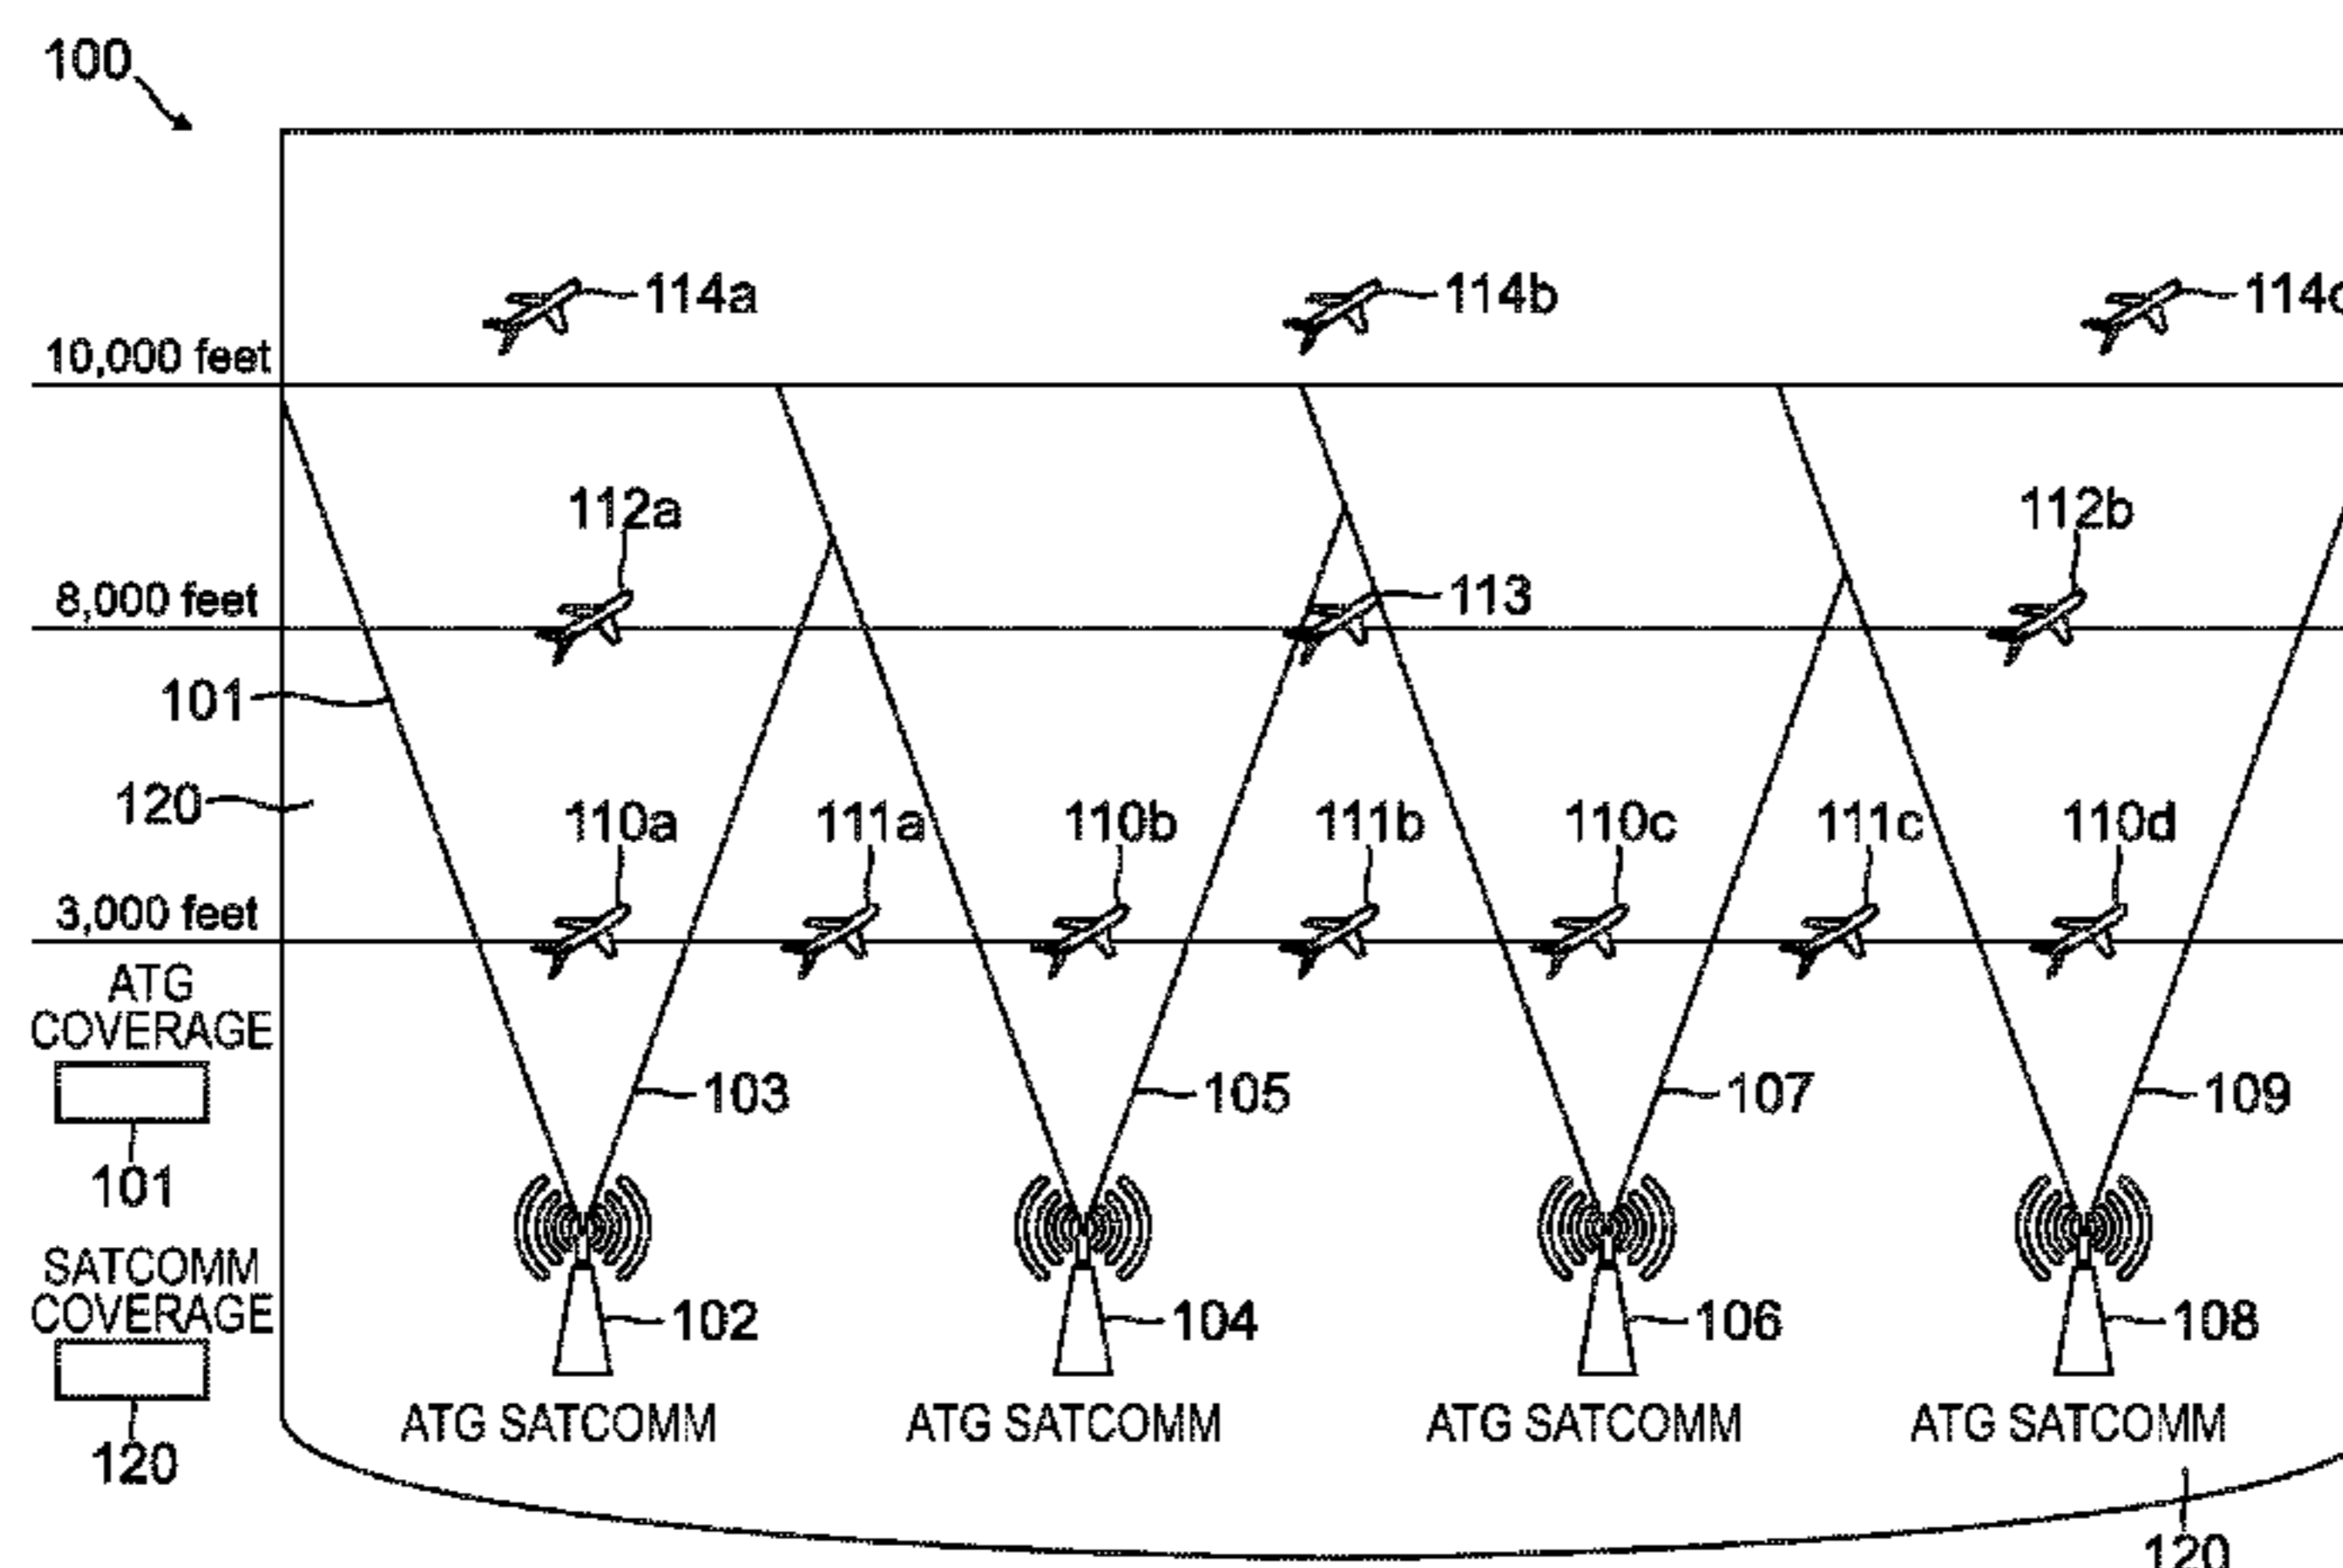 100
114a
114b
114c
10,000 feet
112a
112b
8,000 feet
113
101
120
110a
111a
110b
111b
110c
111c
110d
3,000 feet
ATG
COVERAGE
101
103
105
107
109
SATCOMM
COVERAGE
120
102
104
106
108
ATG SATCOMM
ATG SATCOMM
ATG SATCOMM
ATG SATCOMM
120